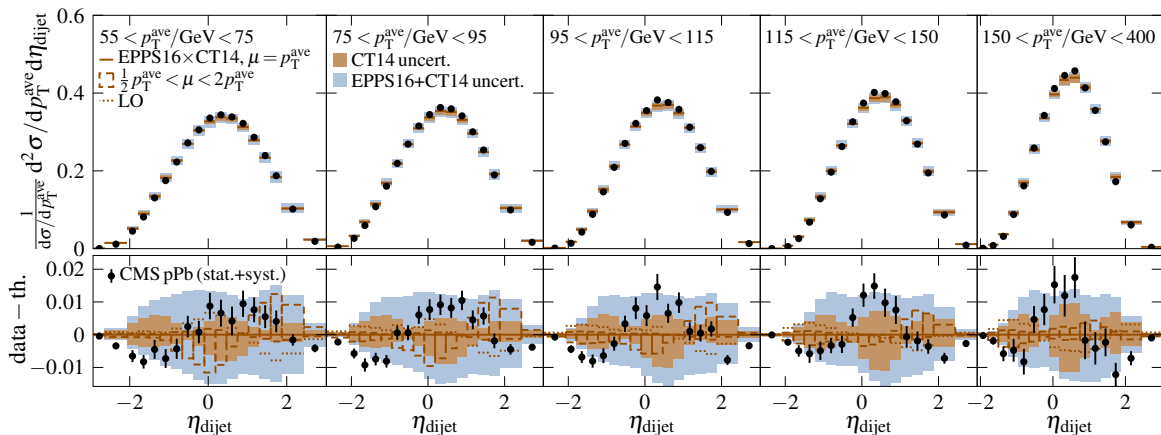 55 < p_T^ave/GeV < 75
75 < p_T^ave/GeV < 95
95 < p_T^ave/GeV < 115
115 < p_T^ave/GeV < 150
150 < p_T^ave/GeV < 400
EPPS16×CT14, μ = p_T^ave
1/2 p_T^ave < μ < 2p_T^ave
LO
CT14 uncert.
EPPS16+CT14 uncert.
1/(dσ/dp_T^ave) d²σ/dp_T^ave dη_dijet
0.6
0.4
0.2
0
CMS pPb (stat.+syst.)
data − th.
0.02
0.01
0
−0.01
−2 0 2
−2 0 2
−2 0 2
−2 0 2
−2 0 2
η_dijet
η_dijet
η_dijet
η_dijet
η_dijet